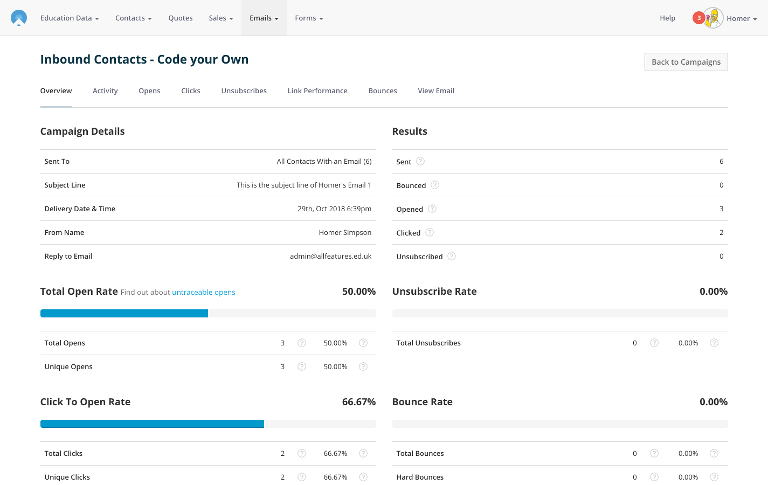 Education Data Contacts Quotes Sales Emails Forms Help 3 Homer
Inbound Contacts - Code your Own Back to Campaigns
Overview Activity Opens Clicks Unsubscribes Link Performance Bounces View Email
Campaign Details
Sent To All Contacts With an Email (6)
Subject Line This is the subject line of Homer's Email 1
Delivery Date & Time 29th, Oct 2018 6:39pm
From Name Homer Simpson
Reply to Email admin@allfeatures.ed.uk
Results
Sent ? 6
Bounced ? 0
Opened ? 3
Clicked ? 2
Unsubscribed ? 0
Total Open Rate Find out about untraceable opens 50.00%
Total Opens 3 ? 50.00% ?
Unique Opens 3 ? 50.00% ?
Unsubscribe Rate 0.00%
Total Unsubscribes 0 ? 0.00% ?
Click To Open Rate 66.67%
Total Clicks 2 ? 66.67% ?
Unique Clicks 2 ? 66.67% ?
Bounce Rate 0.00%
Total Bounces 0 ? 0.00% ?
Hard Bounces 0 ? 0.00% ?